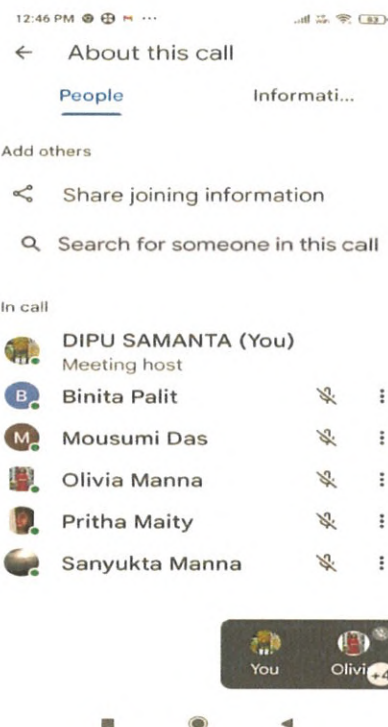 12:46 PM
53
About this call
People
Informati...
Add others
Share joining information
Search for someone in this call
In call
DIPU SAMANTA (You)
Meeting host
B
Binita Palit
M
Mousumi Das
Olivia Manna
Pritha Maity
Sanyukta Manna
You
Olivi
+4